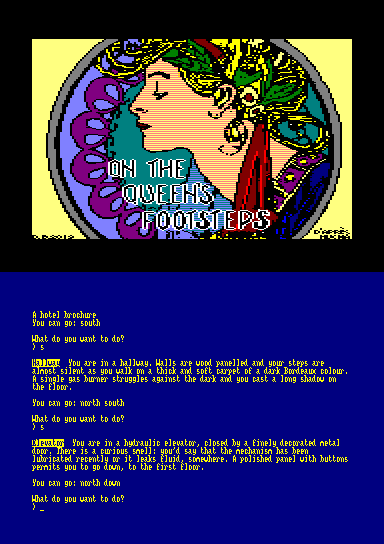 ON THE
QUEEN'S
FOOTSTEPS
D'APRÈS
A hotel brochure
You can go: south
What do you want to do?
> s
Hallway  You are in a hallway. Walls are wood panelled and your steps are
almost silent as you walk on a thick and soft carpet of a dark Bordeaux colour.
A single gas burner struggles against the dark and you cast a long shadow on
the floor.
You can go: north south
What do you want to do?
> s
Elevator  You are in a hydraulic elevator, closed by a finely decorated metal
door. There is a curious smell: you'd say that the mechanism has been
lubricated recently or it leaks fluid, somewhere. A polished panel with buttons
permits you to go down, to the first floor.
You can go: north down
What do you want to do?
> _